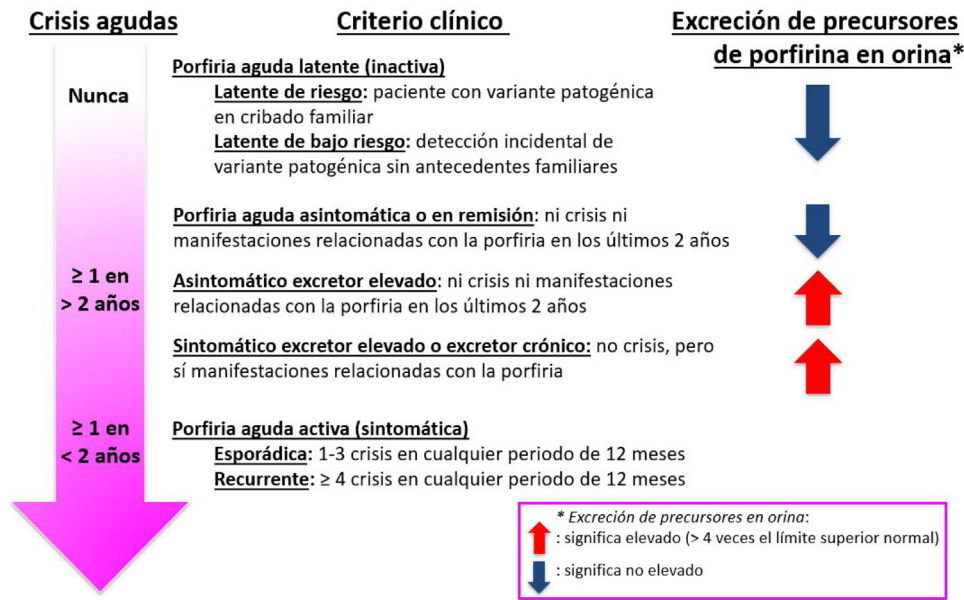 Crisis agudas
Criterio clínico
Excreción de precursores
de porfirina en orina*
Nunca
Porfiria aguda latente (inactiva)
Latente de riesgo: paciente con variante patogénica
en cribado familiar
Latente de bajo riesgo: detección incidental de
variante patogénica sin antecedentes familiares
Porfiria aguda asintomática o en remisión: ni crisis ni
manifestaciones relacionadas con la porfiria en los últimos 2 años
≥ 1 en
> 2 años
Asintomático excretor elevado: ni crisis ni manifestaciones
relacionadas con la porfiria en los últimos 2 años
Sintomático excretor elevado o excretor crónico: no crisis, pero
sí manifestaciones relacionadas con la porfiria
≥ 1 en
< 2 años
Porfiria aguda activa (sintomática)
Esporádica: 1-3 crisis en cualquier periodo de 12 meses
Recurrente: ≥ 4 crisis en cualquier periodo de 12 meses
* Excreción de precursores en orina:
: significa elevado (> 4 veces el límite superior normal)
: significa no elevado